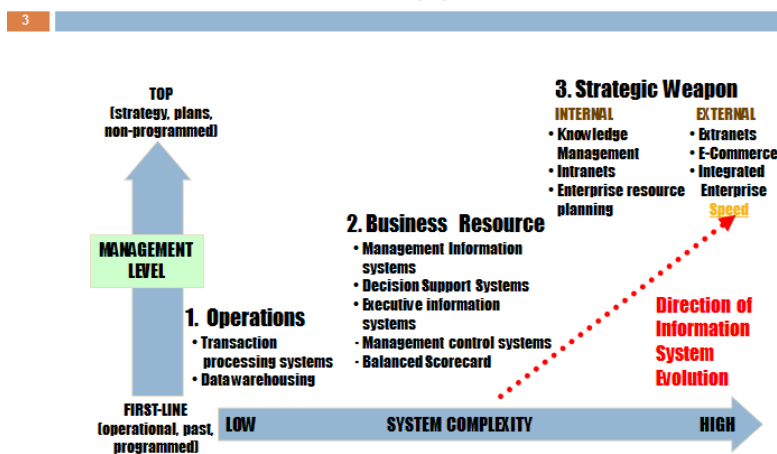 3
TOP
(strategy, plans,
non-programmed)
MANAGEMENT
LEVEL
FIRST-LINE
(operational, past,
programmed)
1. Operations
• Transaction
processing systems
• Data warehousing
2. Business Resource
• Management Information
systems
• Decision Support Systems
• Executive information
systems
- Management control systems
- Balanced Scorecard
3. Strategic Weapon
INTERNAL
• Knowledge
Management
• Intranets
• Enterprise resource
planning
EXTERNAL
• Extranets
• E-Commerce
• Integrated
Enterprise
Speed
Direction of
Information
System
Evolution
LOW
SYSTEM COMPLEXITY
HIGH